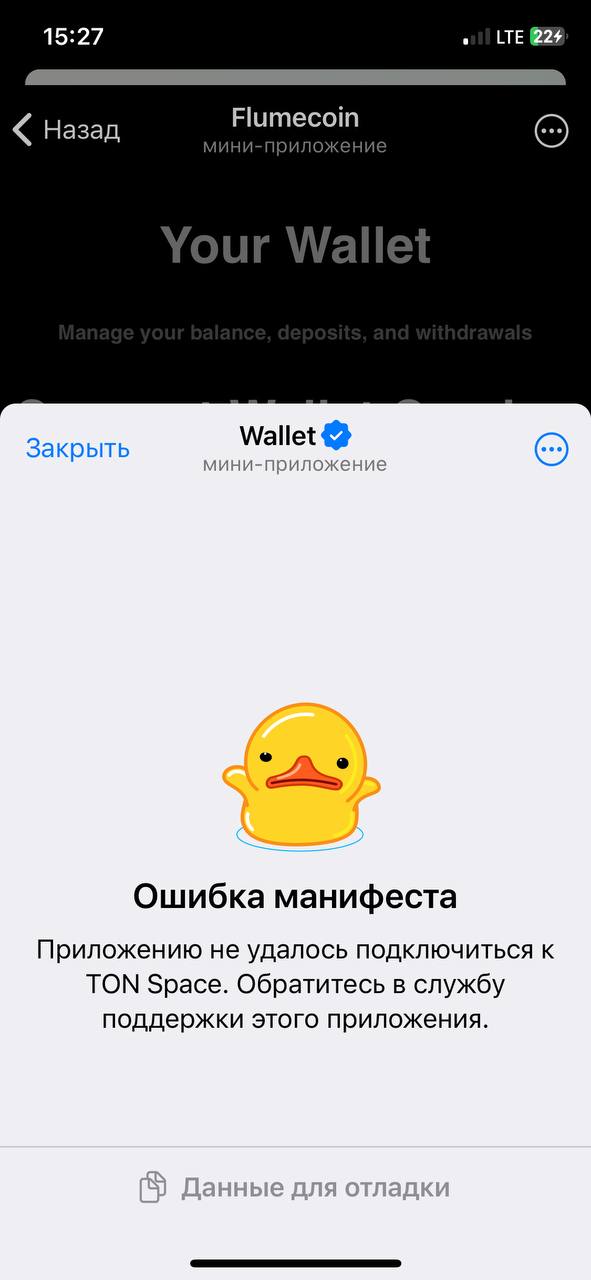 15:27
LTE 22
Назад
Flumecoin
мини-приложение
Your Wallet
Manage your balance, deposits, and withdrawals
Закрыть
Wallet
мини-приложение
Ошибка манифеста
Приложению не удалось подключиться к
TON Space. Обратитесь в службу
поддержки этого приложения.
Данные для отладки